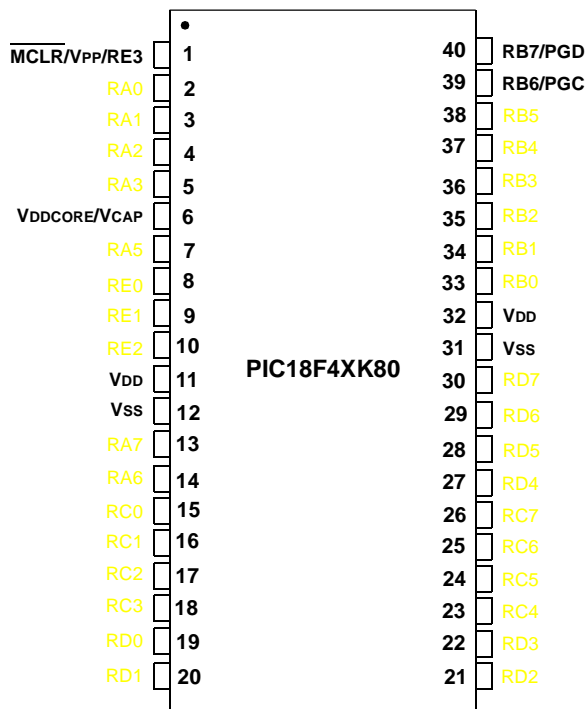 MCLR/VPP/RE3 1 40 RB7/PGD
RA0 2 39 RB6/PGC
RA1 3 38 RB5
RA2 4 37 RB4
RA3 5 36 RB3
VDDCORE/VCAP 6 35 RB2
RA5 7 34 RB1
RE0 8 33 RB0
RE1 9 32 VDD
RE2 10 31 VSS
PIC18F4XK80
VDD 11 30 RD7
VSS 12 29 RD6
RA7 13 28 RD5
RA6 14 27 RD4
RC0 15 26 RC7
RC1 16 25 RC6
RC2 17 24 RC5
RC3 18 23 RC4
RD0 19 22 RD3
RD1 20 21 RD2